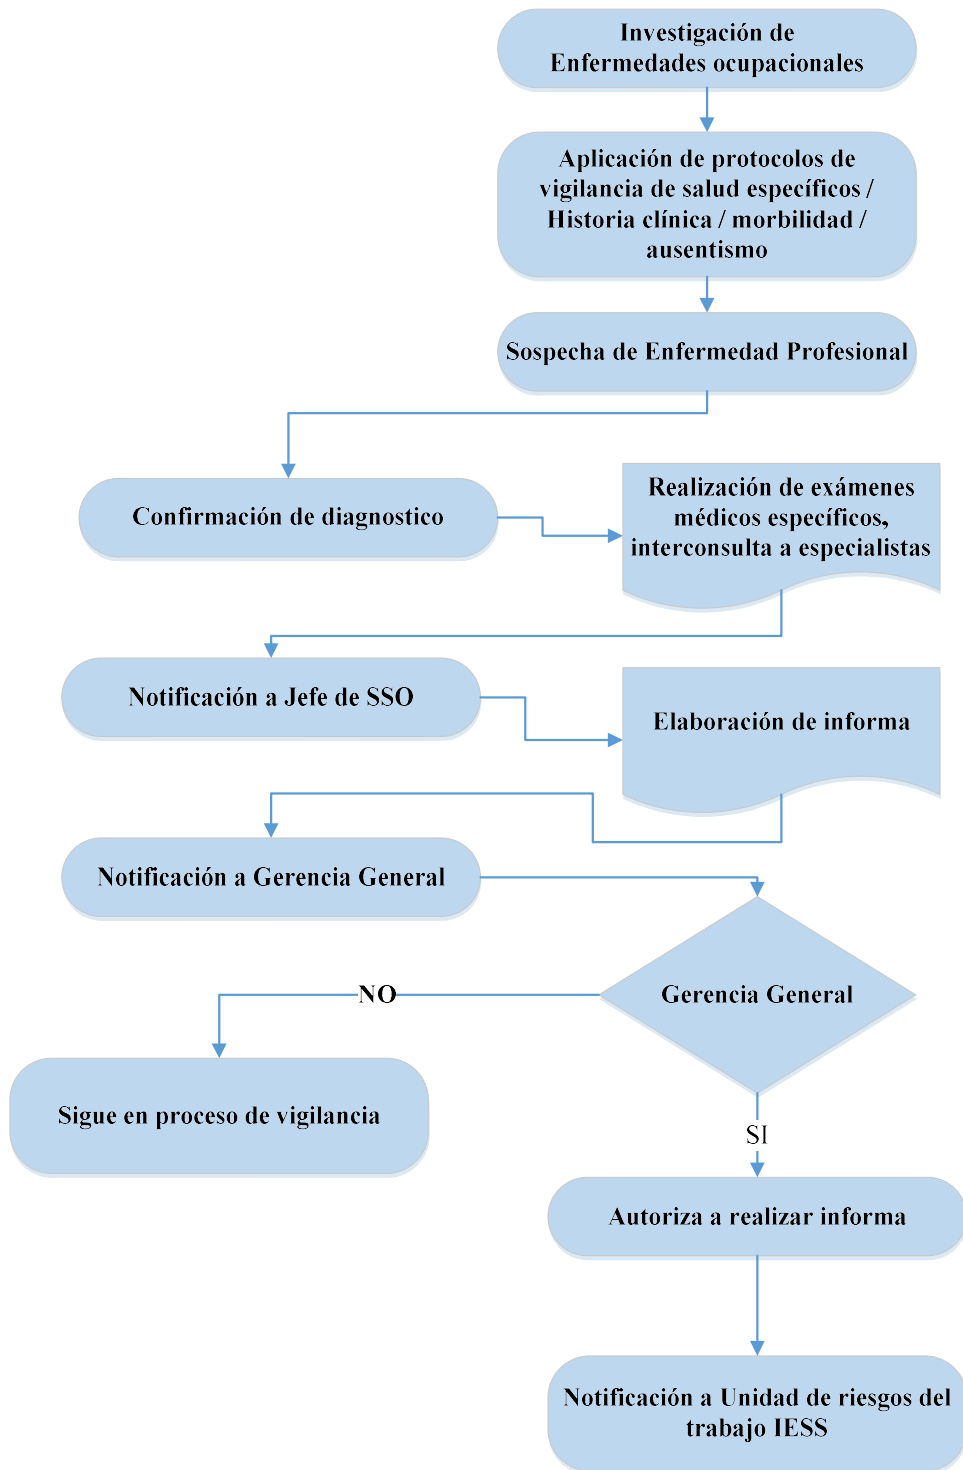 Investigación de
Enfermedades ocupacionales
Aplicación de protocolos de
vigilancia de salud específicos /
Historia clínica / morbilidad /
ausentismo
Sospecha de Enfermedad Profesional
Confirmación de diagnostico
Realización de exámenes
médicos específicos,
interconsulta a especialistas
Notificación a Jefe de SSO
Elaboración de informa
Notificación a Gerencia General
Gerencia General
NO
Sigue en proceso de vigilancia
SI
Autoriza a realizar informa
Notificación a Unidad de riesgos del
trabajo IESS